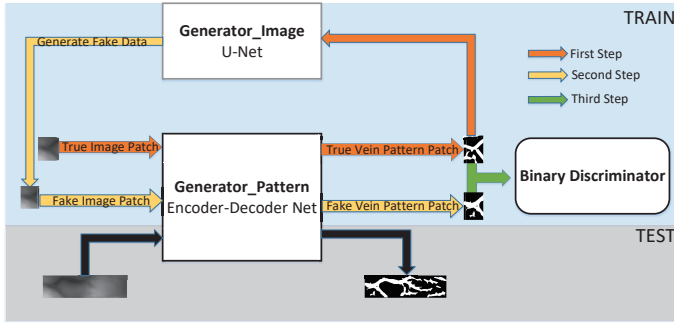 TRAIN
Generator_Image
U-Net
Generate Fake Data
First Step
Second Step
Third Step
True Image Patch
True Vein Pattern Patch
Generator_Pattern
Encoder-Decoder Net
Binary Discriminator
Fake Image Patch
Fake Vein Pattern Patch
TEST